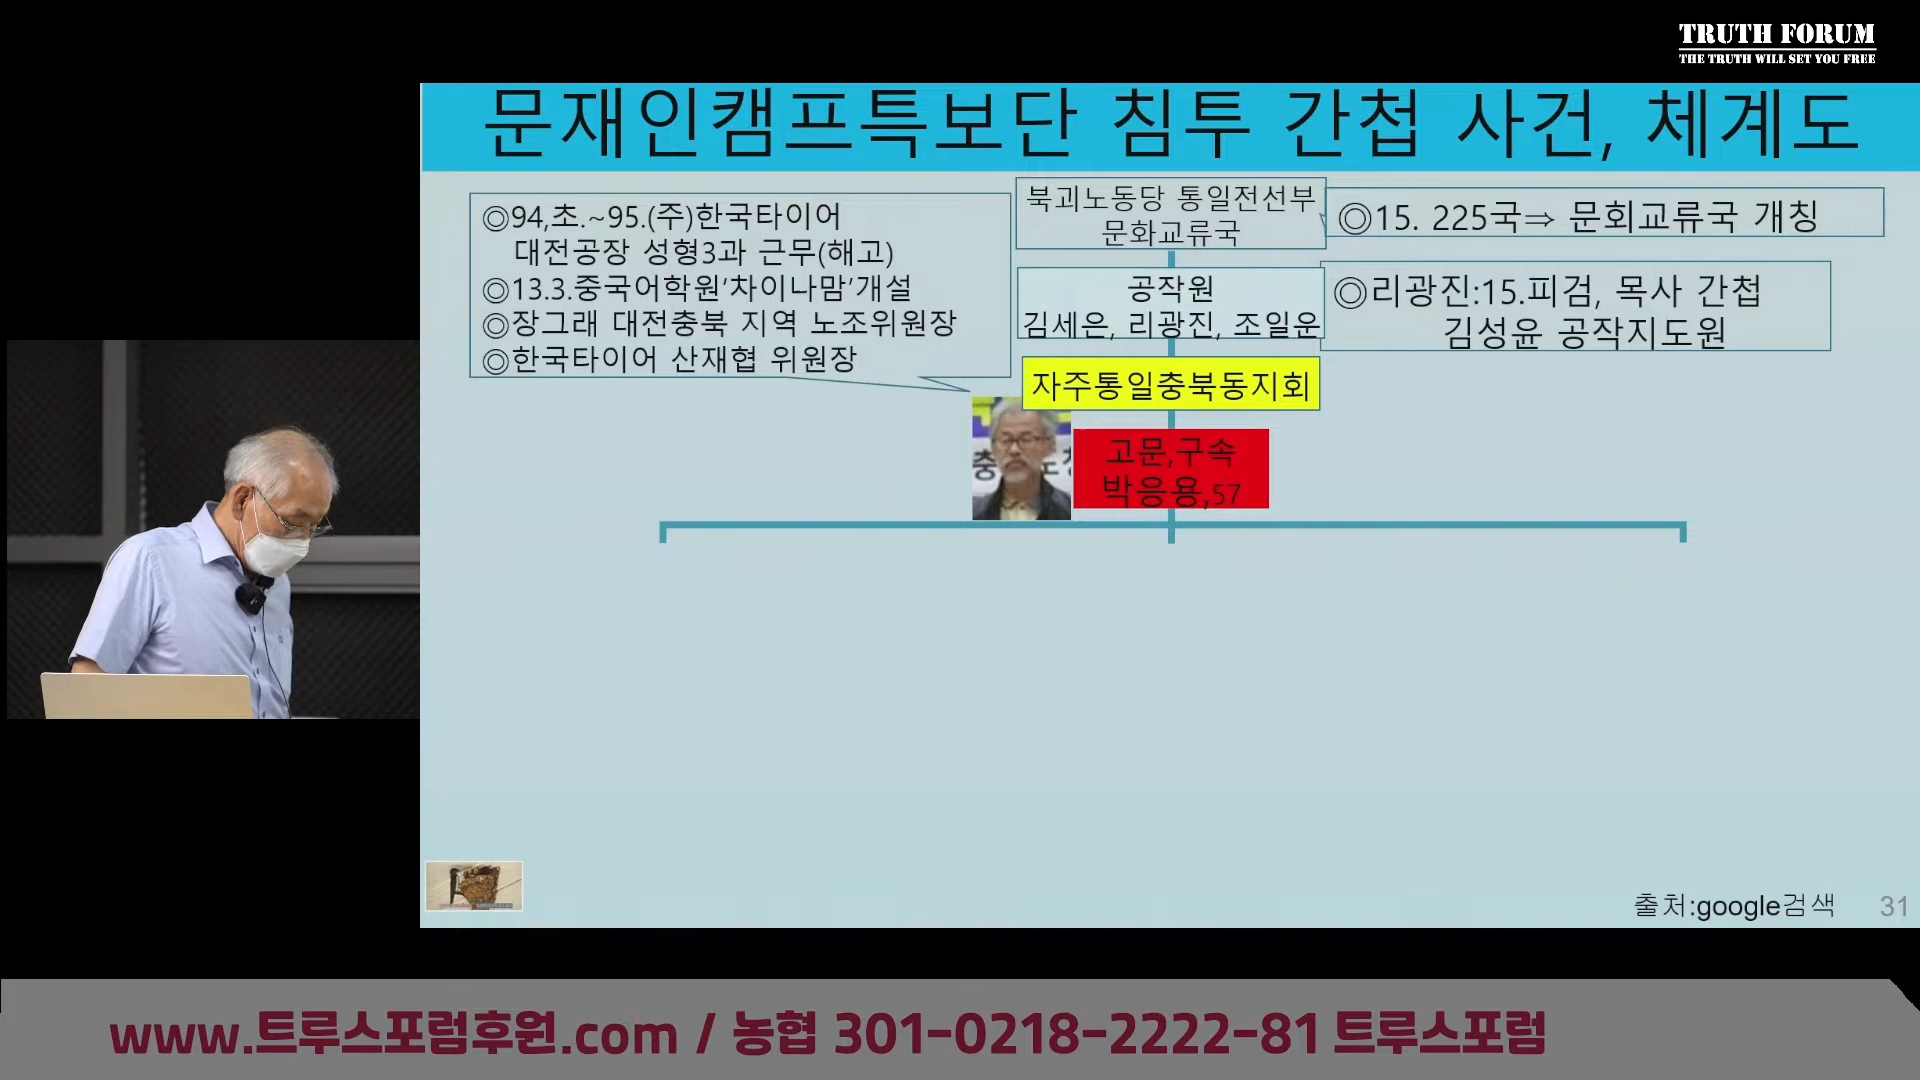 TRUTH FORUM
THE TRUTH WILL SET YOU FREE
문재인캠프특보단 침투 간첩 사건, 체계도
◎94,초.~95.(주)한국타이어
대전공장 성형3과 근무(해고)
◎13.3.중국어학원'차이나맘'개설
◎장그래 대전충북 지역 노조위원장
◎한국타이어 산재협 위원장
북괴노동당 통일전선부
문화교류국
◎15. 225국⇒ 문회교류국 개칭
공작원
김세은, 리광진, 조일운
◎리광진:15.피검, 목사 간첩
김성윤 공작지도원
자주통일충북동지회
고문,구속
박응용,57
출처:google검색
31
www.트루스포럼후원.com / 농협 301-0218-2222-81 트루스포럼